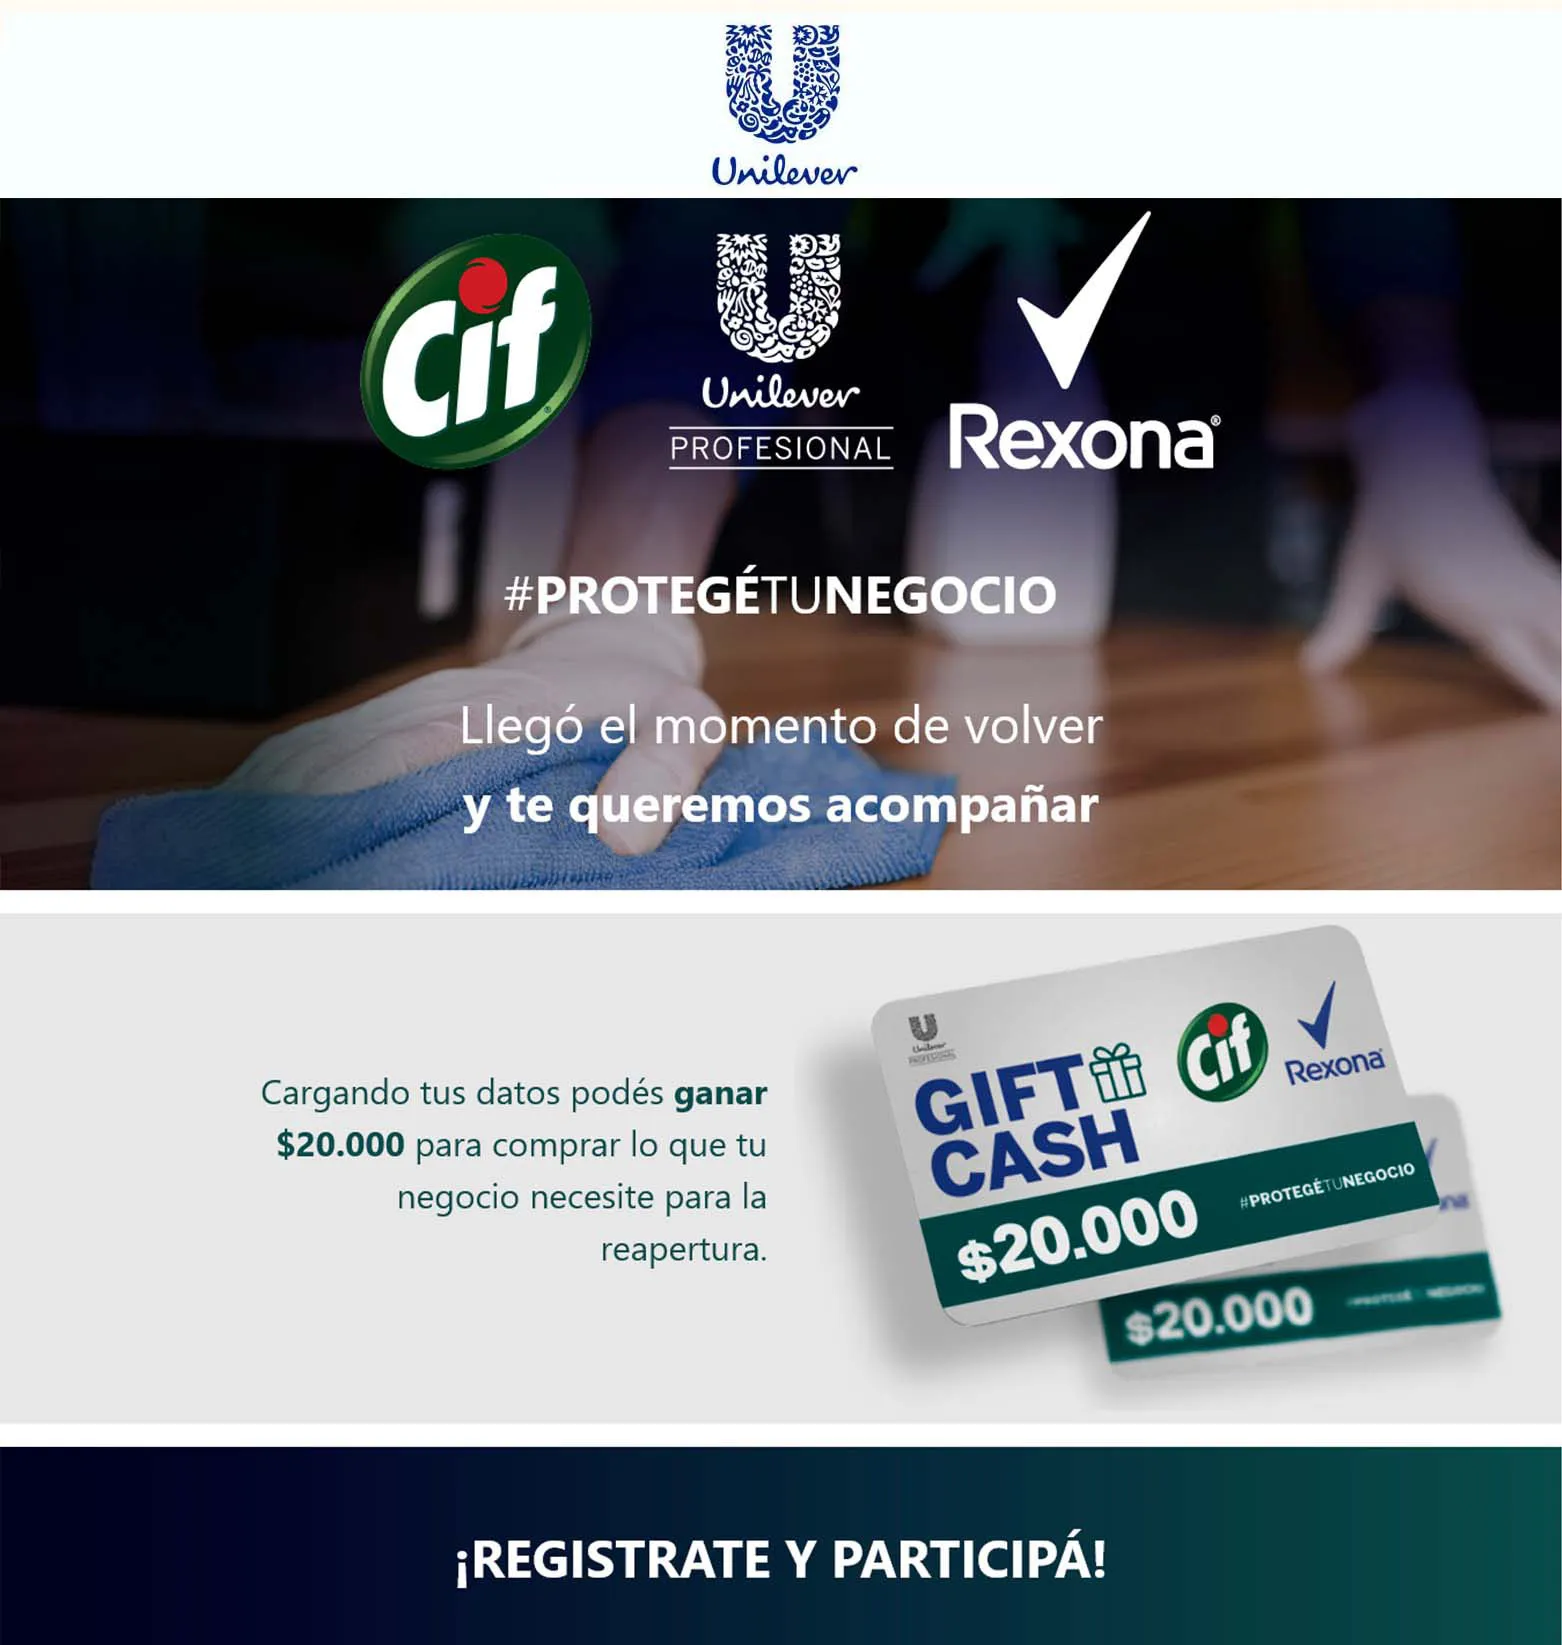 Unilever
Cif
Unilever
PROFESIONAL
Rexona®
#PROTEGÉTUNEGOCIO
Llegó el momento de volver
y te queremos acompañar
Cargando tus datos podés ganar
$20.000 para comprar lo que tu
negocio necesite para la
reapertura.
Unilever
PROFESIONAL
GIFT
CASH
Cif
Rexona
$20.000
#PROTEGÉTUNEGOCIO
$20.000
¡REGISTRATE Y PARTICIPÁ!